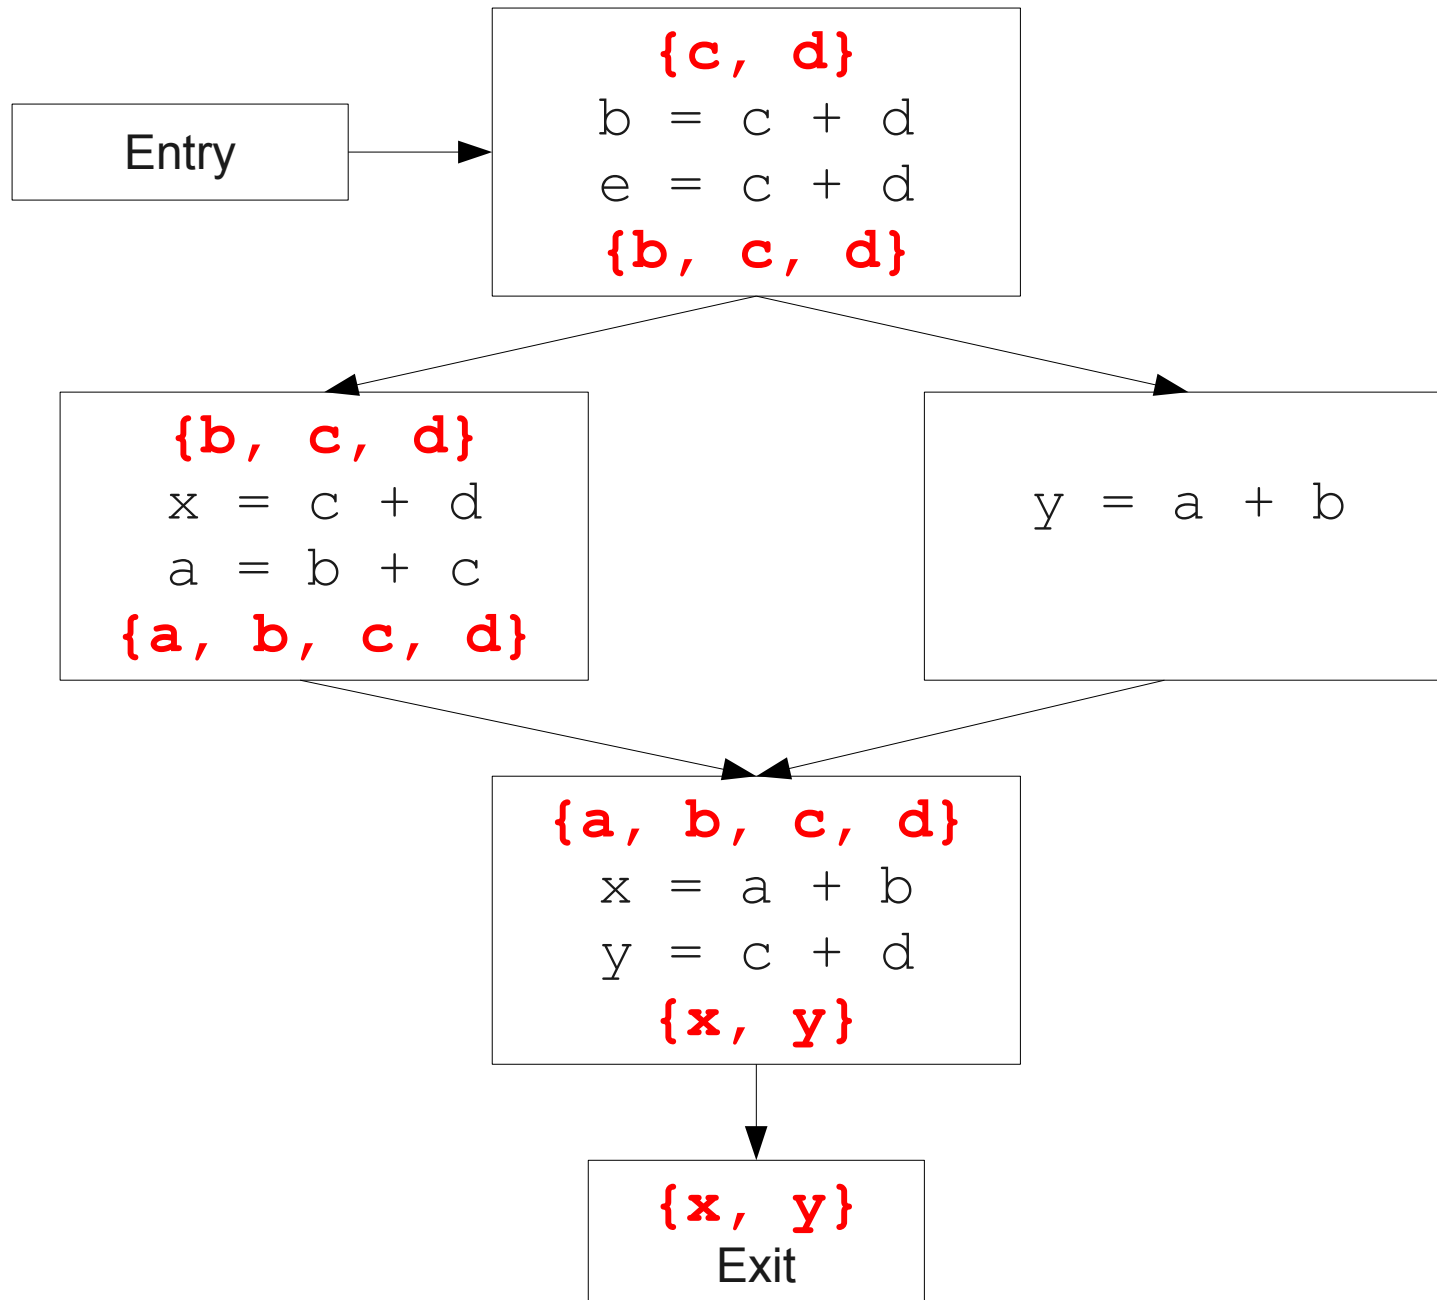 {c, d}
b = c + d
e = c + d
{b, c, d}
Entry
{b, c, d}
x = c + d
a = b + c
{a, b, c, d}
y = a + b
{a, b, c, d}
x = a + b
y = c + d
{x, y}
{x, y}
Exit